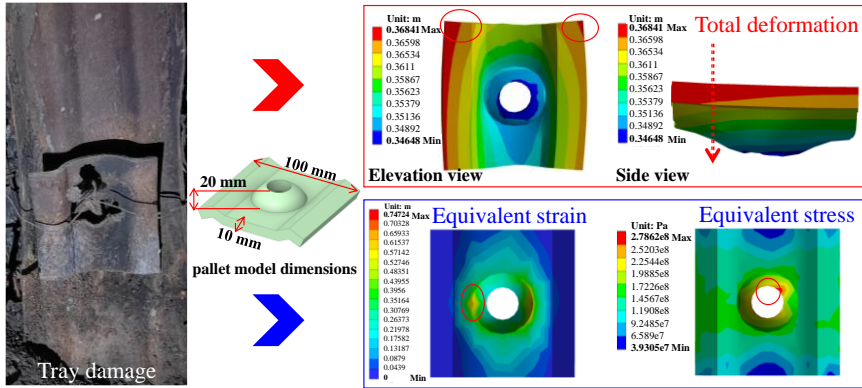 Tray damage
20 mm
100 mm
10 mm
pallet model dimensions
Unit: m
0.36841 Max
0.36598
0.36534
0.3611
0.35867
0.35623
0.35379
0.35136
0.34892
0.34648 Min
Elevation view
Unit: m
0.36841 Max
0.36598
0.36534
0.3611
0.35867
0.35623
0.35379
0.35136
0.34892
0.34648 Min
Side view
Total deformation
Equivalent strain
Unit: m
0.74724 Max
0.70328
0.65933
0.61537
0.57142
0.52746
0.48351
0.43955
0.3956
0.35164
0.30769
0.26373
0.21978
0.17582
0.13187
0.0879
0.0439
0 Min
Equivalent stress
Unit: Pa
2.7862e8 Max
2.5203e8
2.2544e8
1.9885e8
1.7226e8
1.4567e8
1.1908e8
9.2485e7
6.589e7
3.9305e7 Min